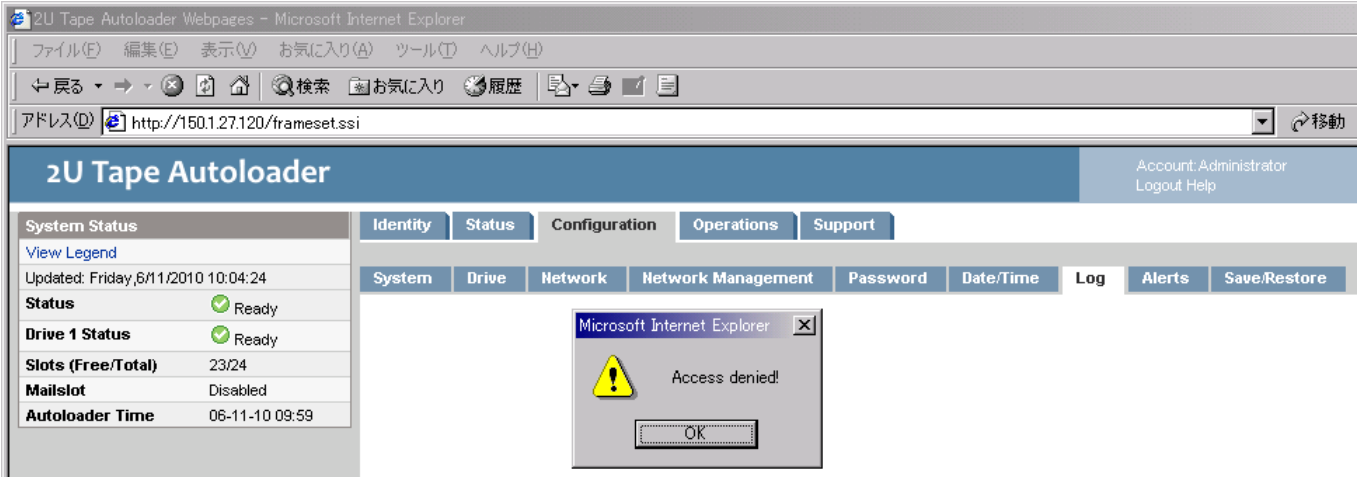 2U Tape Autoloader Webpages - Microsoft Internet Explorer
ファイル(F) 編集(E) 表示(V) お気に入り(A) ツール(T) ヘルプ(H)
戻る 検索 お気に入り 履歴
アドレス(D) http://150.1.27.120/frameset.ssi 移動
2U Tape Autoloader
Account:Administrator
Logout Help
System Status
View Legend
Updated: Friday,6/11/2010 10:04:24
Status Ready
Drive 1 Status Ready
Slots (Free/Total) 23/24
Mailslot Disabled
Autoloader Time 06-11-10 09:59
Identity Status Configuration Operations Support
System Drive Network Network Management Password Date/Time Log Alerts Save/Restore
Microsoft Internet Explorer
Access denied!
OK